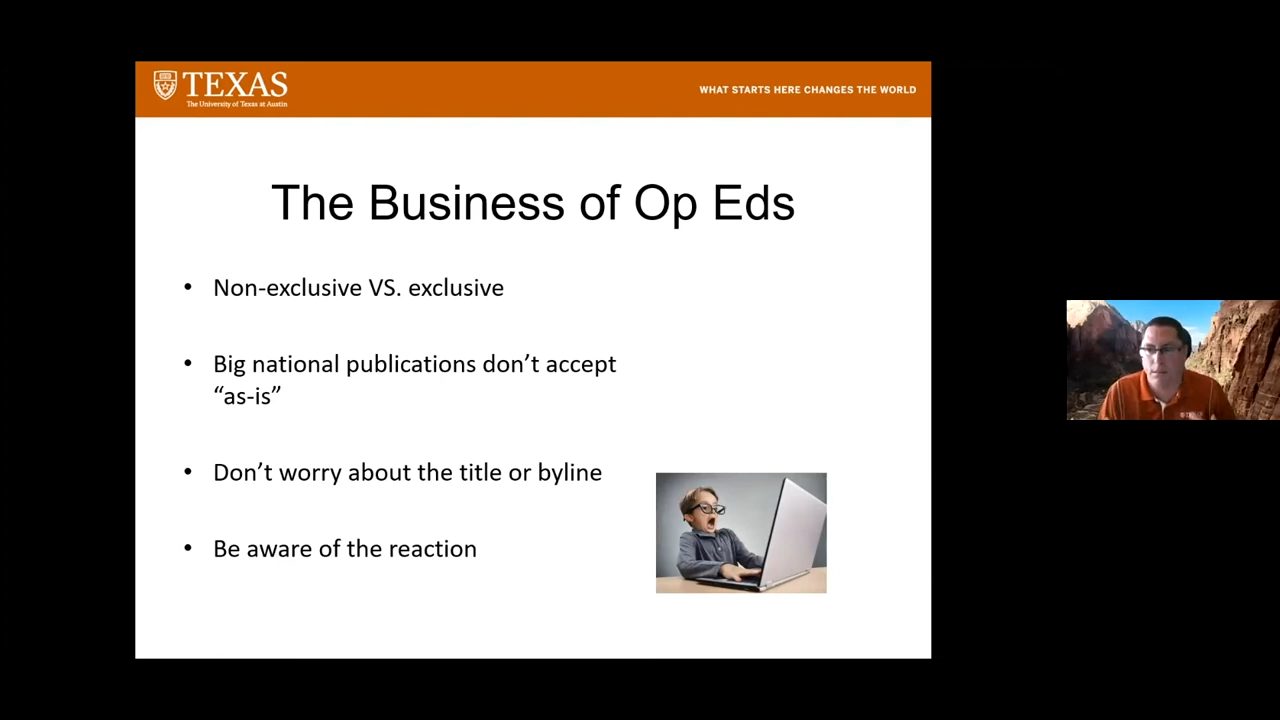 TEXAS
The University of Texas at Austin
WHAT STARTS HERE CHANGES THE WORLD
The Business of Op Eds
• Non-exclusive VS. exclusive
• Big national publications don’t accept
“as-is”
• Don’t worry about the title or byline
• Be aware of the reaction